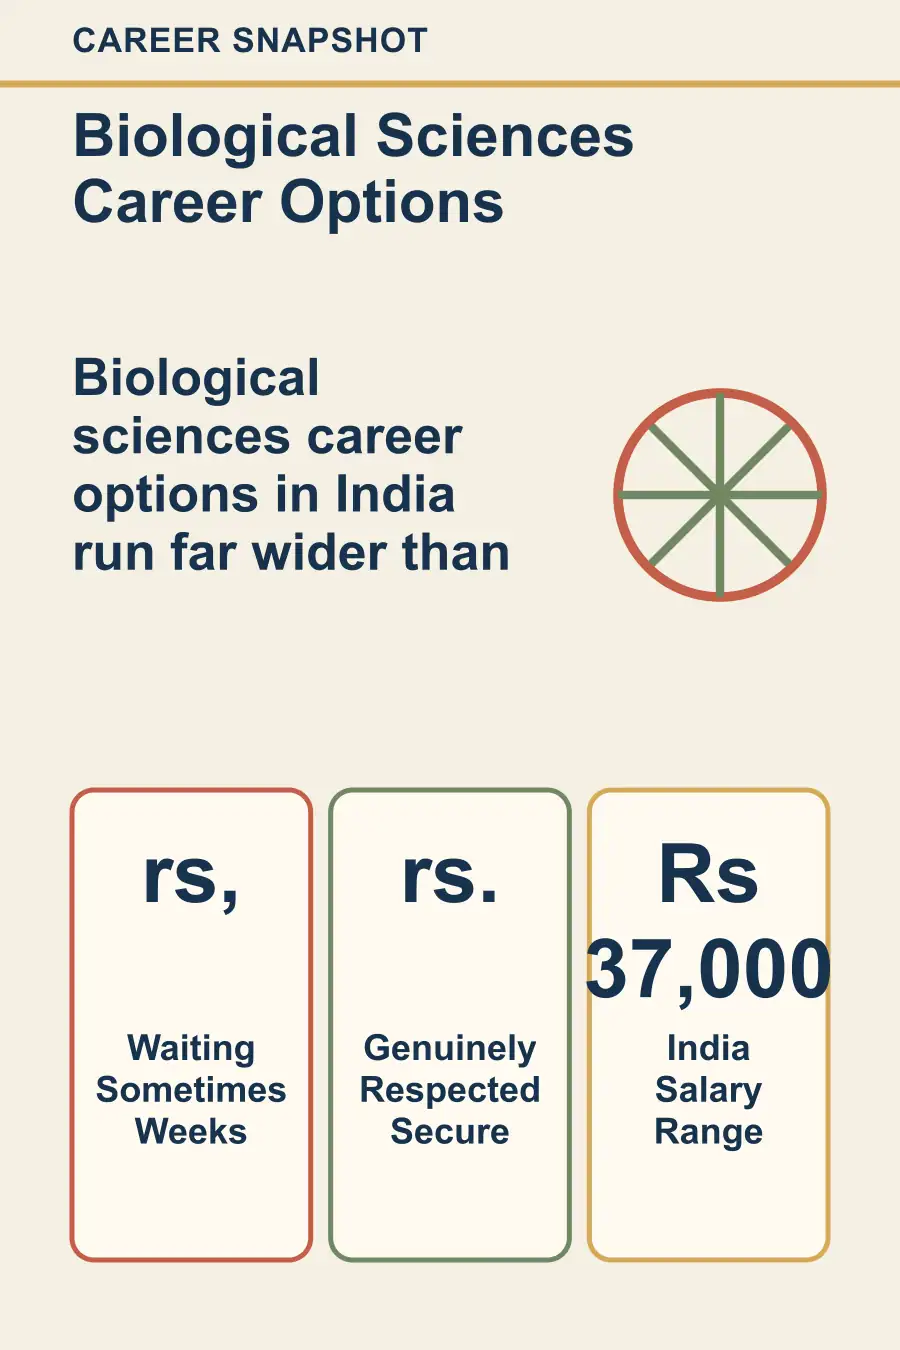 CAREER SNAPSHOT
Biological Sciences
Career Options
Biological
sciences career
options in India
run far wider than
rs,
Waiting
Sometimes
Weeks
rs.
Genuinely
Respected
Secure
Rs
37,000
India
Salary
Range